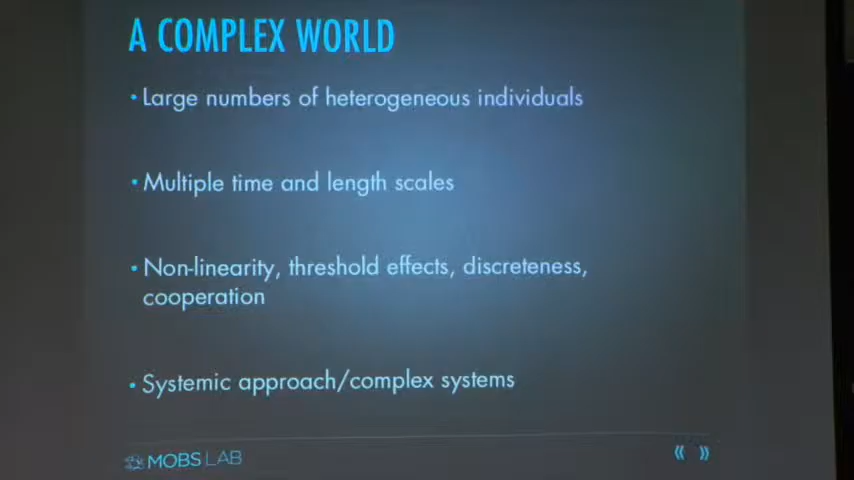 A COMPLEX WORLD
• Large numbers of heterogeneous individuals
• Multiple time and length scales
• Non-linearity, threshold effects, discreteness,
cooperation
• Systemic approach/complex systems
MOBS LAB
« »